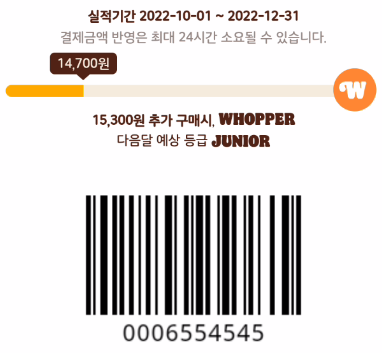 실적기간 2022-10-01 ~ 2022-12-31
결제금액 반영은 최대 24시간 소요될 수 있습니다.
14,700원
W
15,300원 추가 구매시, WHOPPER
다음달 예상 등급 JUNIOR
0006554545